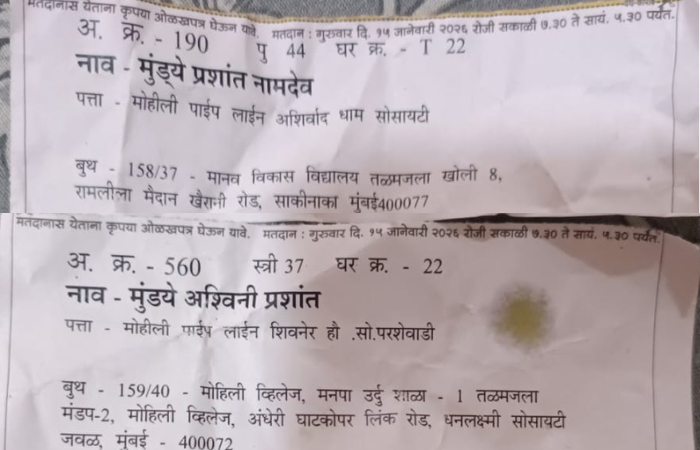 मतदानास येताना कृपया ओळखपत्र घेऊन यावे. मतदान : गुरुवार दि. १५ जानेवारी २०२६ रोजी सकाळी ७.३० ते सायं. ५.३० पर्यंत.
अ. क्र. - 190 पु 44 घर क्र. - T 22
नाव - मुंड्ये प्रशांत नामदेव
पत्ता - मोहीली पाईप लाईन अशिर्वाद धाम सोसायटी
बुथ - 158/37 - मानव विकास विद्यालय तळमजला खोली 8,
रामलीला मैदान खैरानी रोड, साकीनाका मुंबई400077
मतदानास येताना कृपया ओळखपत्र घेऊन यावे. मतदान : गुरुवार दि. १५ जानेवारी २०२६ रोजी सकाळी ७.३० ते सायं. ५.३० पर्यंत.
अ. क्र. - 560 स्त्री 37 घर क्र. - 22
नाव - मुंडये अश्विनी प्रशांत
पत्ता - मोहीली पाईप लाईन शिवनेर हौ .सो.परशेवाडी
बुथ - 159/40 - मोहिली व्हिलेज, मनपा उर्दु शाळा - 1 तळमजला
मंडप-2, मोहिली व्हिलेज, अंधेरी घाटकोपर लिंक रोड, धनलक्ष्मी सोसायटी
जवळ, मुंबई - 400072